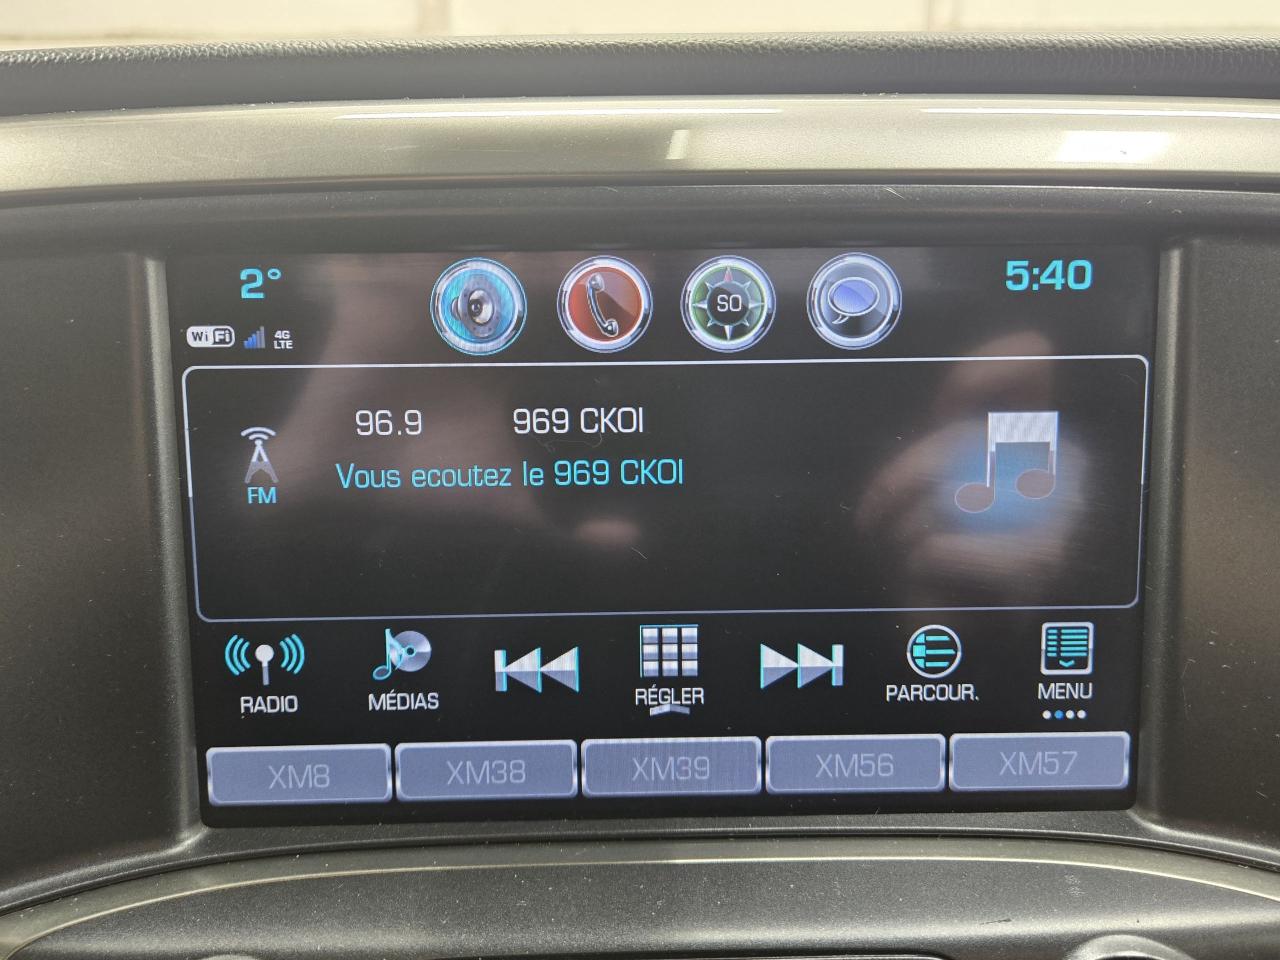 2°
5:40
WiFi
4G
LTE
SO
96.9
969 CKOI
FM
Vous ecoutez le 969 CKOI
RADIO
MÉDIAS
RÉGLER
PARCOUR.
MENU
XM8
XM38
XM39
XM56
XM57